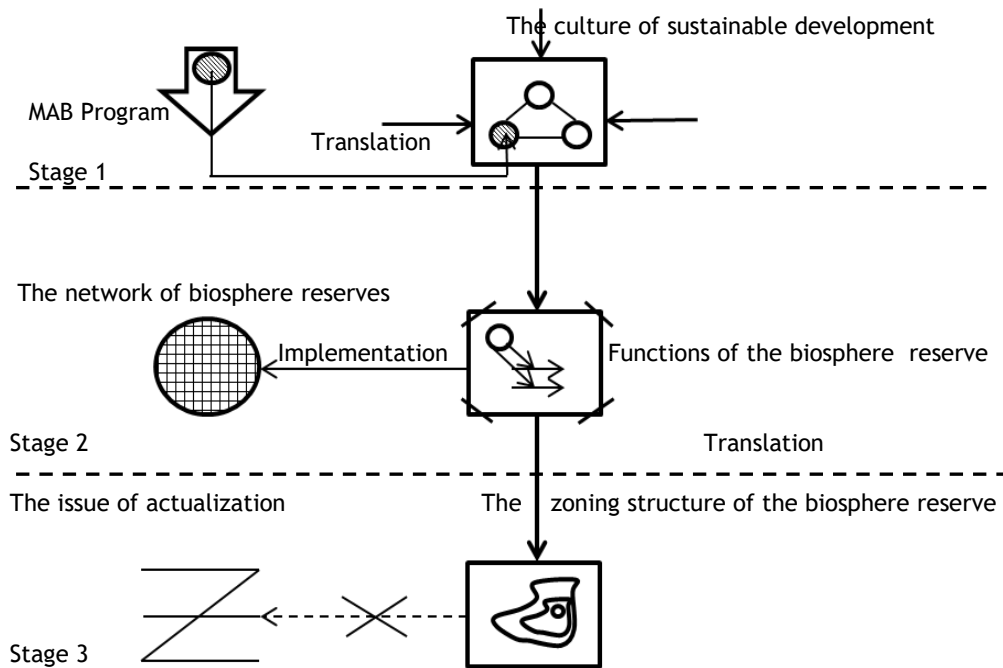 The culture of sustainable development
MAB Program
Translation
Stage 1
The network of biosphere reserves
Implementation
Functions of the biosphere reserve
Stage 2
Translation
The issue of actualization
The zoning structure of the biosphere reserve
Stage 3